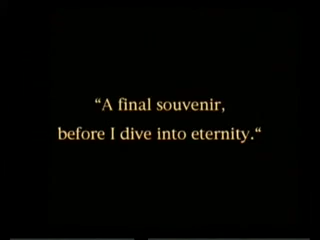 “A final souvenir,
before I dive into eternity.“